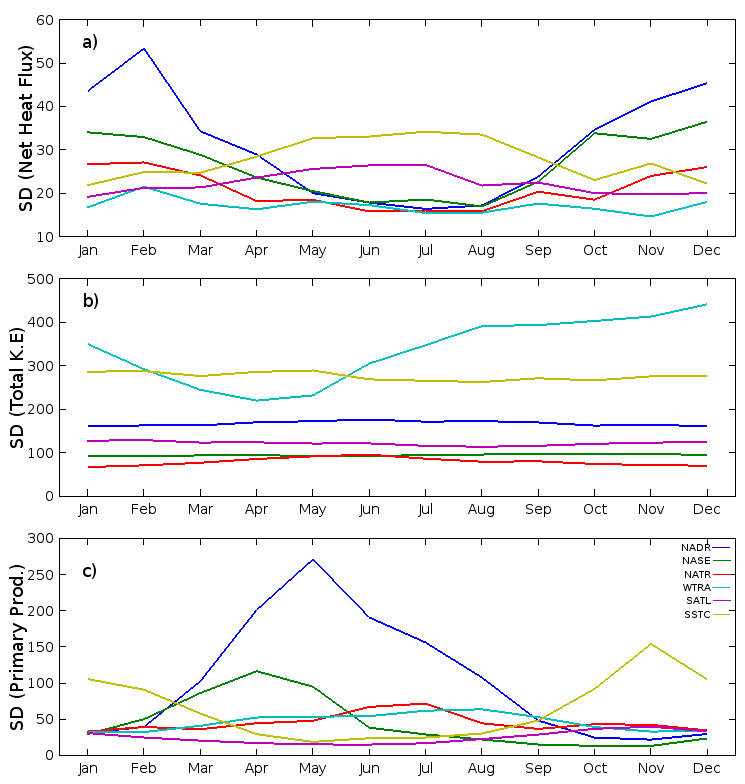 a)
SD (Net Heat Flux)
60
50
40
30
20
10
Jan Feb Mar Apr May Jun Jul Aug Sep Oct Nov Dec
b)
SD (Total K.E)
500
400
300
200
100
0
Jan Feb Mar Apr May Jun Jul Aug Sep Oct Nov Dec
c)
SD (Primary Prod.)
300
250
200
150
100
50
0
NADR
NASE
NATR
WTRA
SATL
SSTC
Jan Feb Mar Apr May Jun Jul Aug Sep Oct Nov Dec